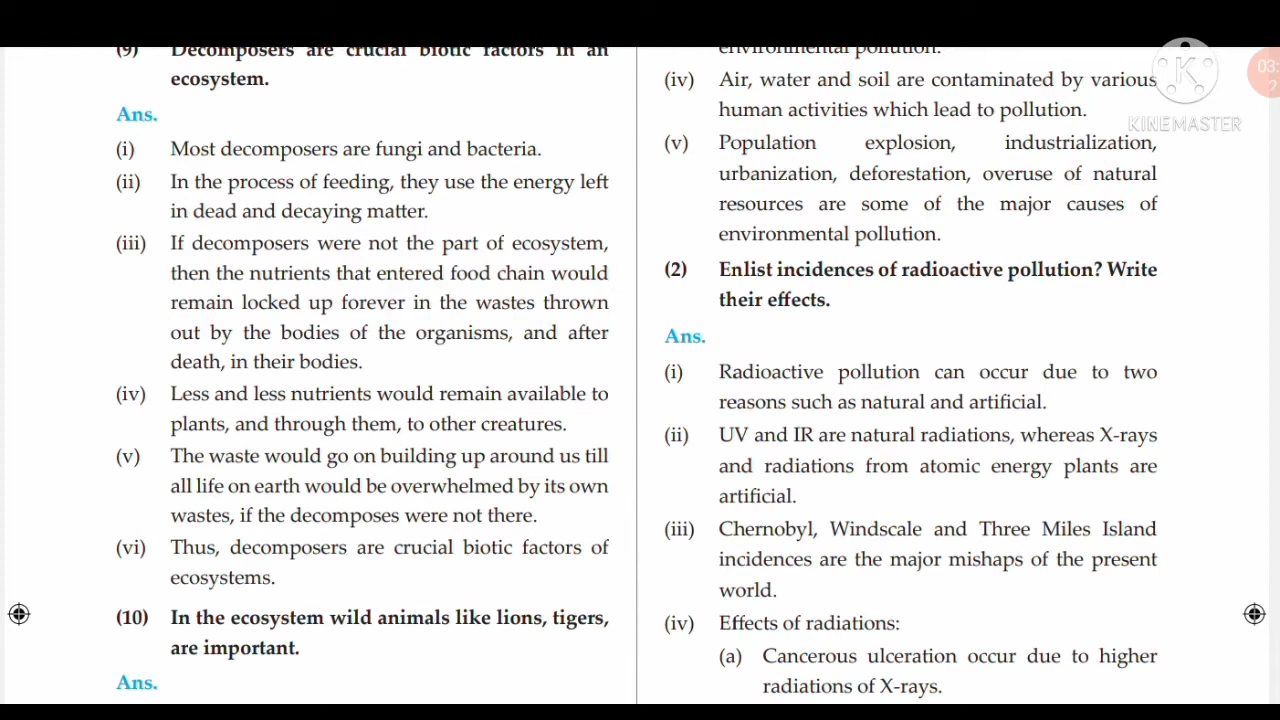 (9) Decomposers are crucial biotic factors in an
ecosystem.
Ans.
(i) Most decomposers are fungi and bacteria.
(ii) In the process of feeding, they use the energy left
in dead and decaying matter.
(iii) If decomposers were not the part of ecosystem,
then the nutrients that entered food chain would
remain locked up forever in the wastes thrown
out by the bodies of the organisms, and after
death, in their bodies.
(iv) Less and less nutrients would remain available to
plants, and through them, to other creatures.
(v) The waste would go on building up around us till
all life on earth would be overwhelmed by its own
wastes, if the decomposes were not there.
(vi) Thus, decomposers are crucial biotic factors of
ecosystems.
(10) In the ecosystem wild animals like lions, tigers,
are important.
Ans.
environmental pollution.
(iv) Air, water and soil are contaminated by various
human activities which lead to pollution.
(v) Population explosion, industrialization,
urbanization, deforestation, overuse of natural
resources are some of the major causes of
environmental pollution.
(2) Enlist incidences of radioactive pollution? Write
their effects.
Ans.
(i) Radioactive pollution can occur due to two
reasons such as natural and artificial.
(ii) UV and IR are natural radiations, whereas X-rays
and radiations from atomic energy plants are
artificial.
(iii) Chernobyl, Windscale and Three Miles Island
incidences are the major mishaps of the present
world.
(iv) Effects of radiations:
(a) Cancerous ulceration occur due to higher
radiations of X-rays.
K
KINEMASTER
03:
2